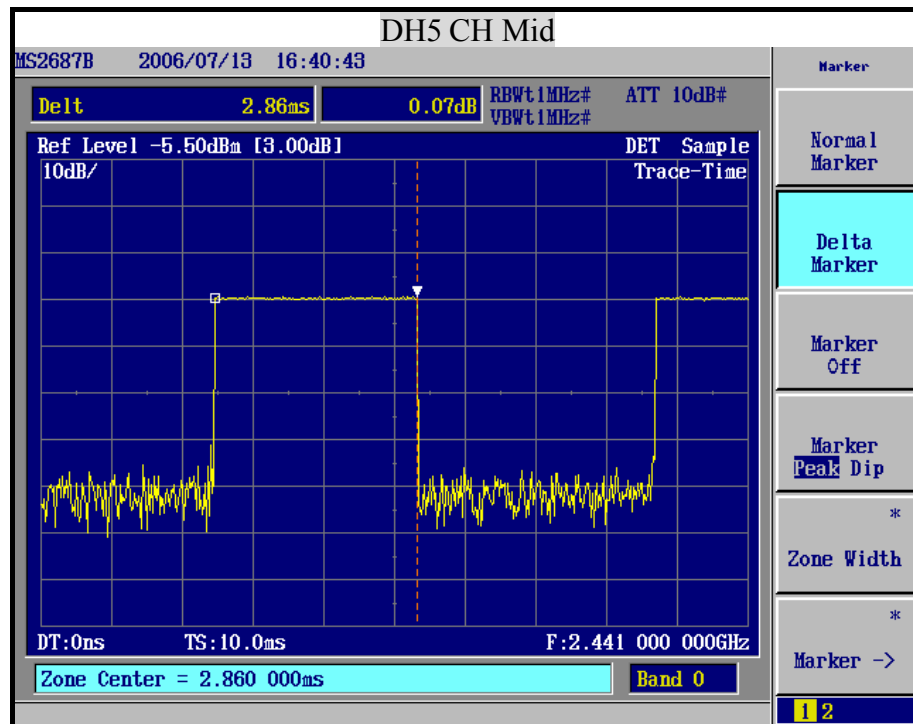 DH5 CH Mid
MS2687B 2006/07/13 16:40:43
Delt 2.86ms 0.07dB
RBWt1MHz# ATT 10dB#
VBWt1MHz#
Ref Level -5.50dBm [3.00dB] DET Sample
10dB/ Trace-Time
DT:0ns TS:10.0ms F:2.441 000 000GHz
Zone Center = 2.860 000ms Band 0
Marker
Normal
Marker
Delta
Marker
Marker
Off
Marker
Peak Dip
*
Zone Width
*
Marker ->
1 2